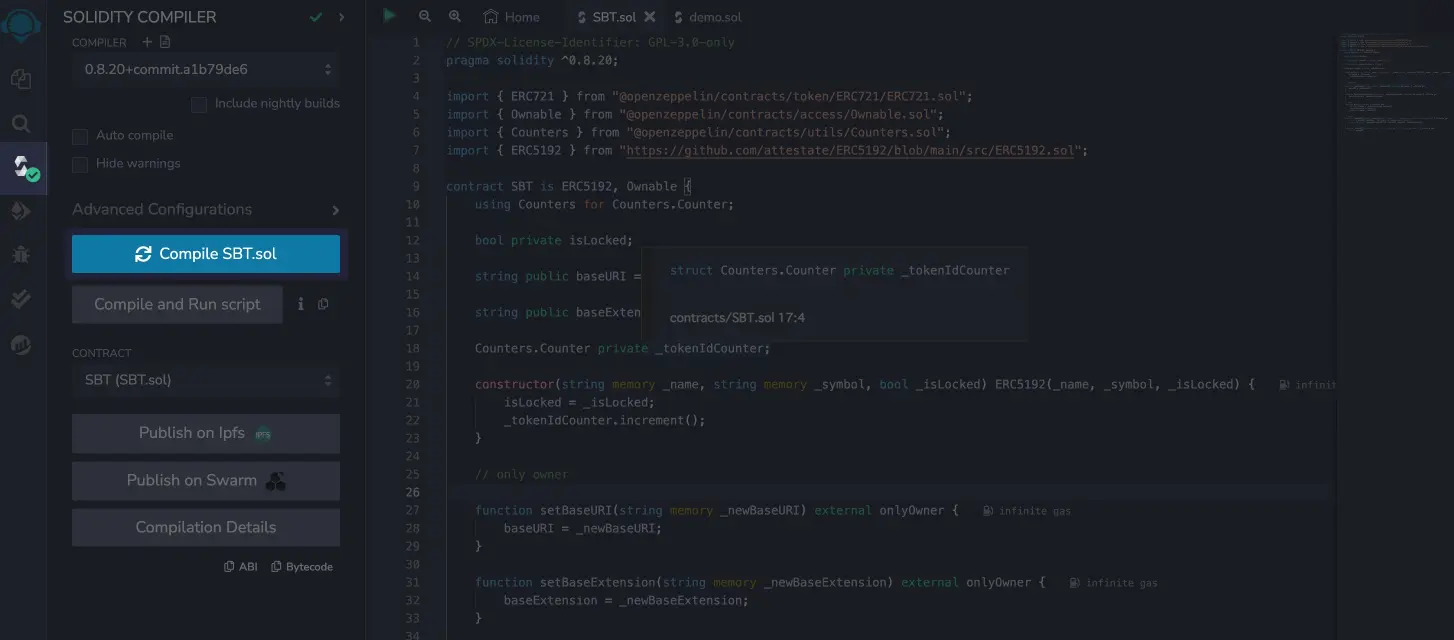 SOLIDITY COMPILER
COMPILER
0.8.20+commit.a1b79de6
Include nightly builds
Auto compile
Hide warnings
Advanced Configurations
Compile SBT.sol
Compile and Run script
CONTRACT
SBT (SBT.sol)
Publish on Ipfs IPFS
Publish on Swarm
Compilation Details
ABI Bytecode
Home SBT.sol demo.sol
1 // SPDX-License-Identifier: GPL-3.0-only
2 pragma solidity ^0.8.20;
3
4 import { ERC721 } from "@openzeppelin/contracts/token/ERC721/ERC721.sol";
5 import { Ownable } from "@openzeppelin/contracts/access/Ownable.sol";
6 import { Counters } from "@openzeppelin/contracts/utils/Counters.sol";
7 import { ERC5192 } from "https://github.com/attestate/ERC5192/blob/main/src/ERC5192.sol";
8
9 contract SBT is ERC5192, Ownable {
10 using Counters for Counters.Counter;
11
12 bool private isLocked;
13
14 string public baseURI =
15
16 string public baseExten
17
18 Counters.Counter private _tokenIdCounter;
19
20 constructor(string memory _name, string memory _symbol, bool _isLocked) ERC5192(_name, _symbol, _isLocked) { infinit
21 isLocked = _isLocked;
22 _tokenIdCounter.increment();
23 }
24
25 // only owner
26
27 function setBaseURI(string memory _newBaseURI) external onlyOwner { infinite gas
28 baseURI = _newBaseURI;
29 }
30
31 function setBaseExtension(string memory _newBaseExtension) external onlyOwner { infinite gas
32 baseExtension = _newBaseExtension;
33 }
34
struct Counters.Counter private _tokenIdCounter
contracts/SBT.sol 17:4